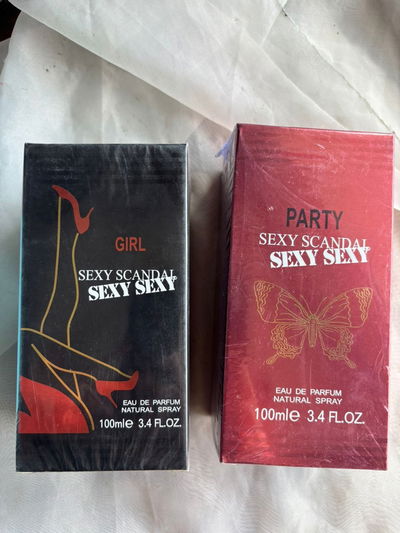 GIRL
SEXY SCANDAL
SEXY SEXY
EAU DE PARFUM
NATURAL SPRAY
100ml℮ 3.4 FL.OZ.
PARTY
SEXY SCANDAL
SEXY SEXY
EAU DE PARFUM
NATURAL SPRAY
100ml℮ 3.4 FL.OZ.